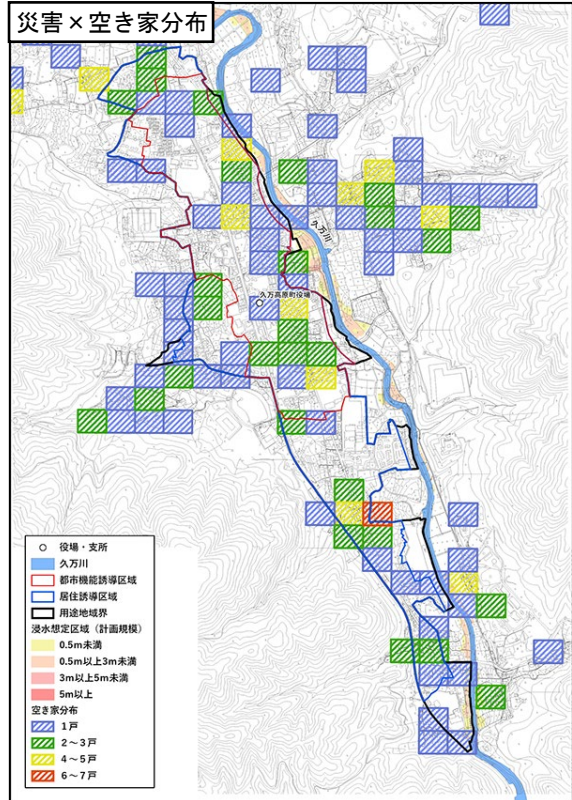 災害×空き家分布
久万川
久万高原町役場
役場・支所
久万川
都市機能誘導区域
居住誘導区域
用途地域界
浸水想定区域（計画規模）
0.5m未満
0.5m以上3m未満
3m以上5m未満
5m以上
空き家分布
1戸
2～3戸
4～5戸
6～7戸